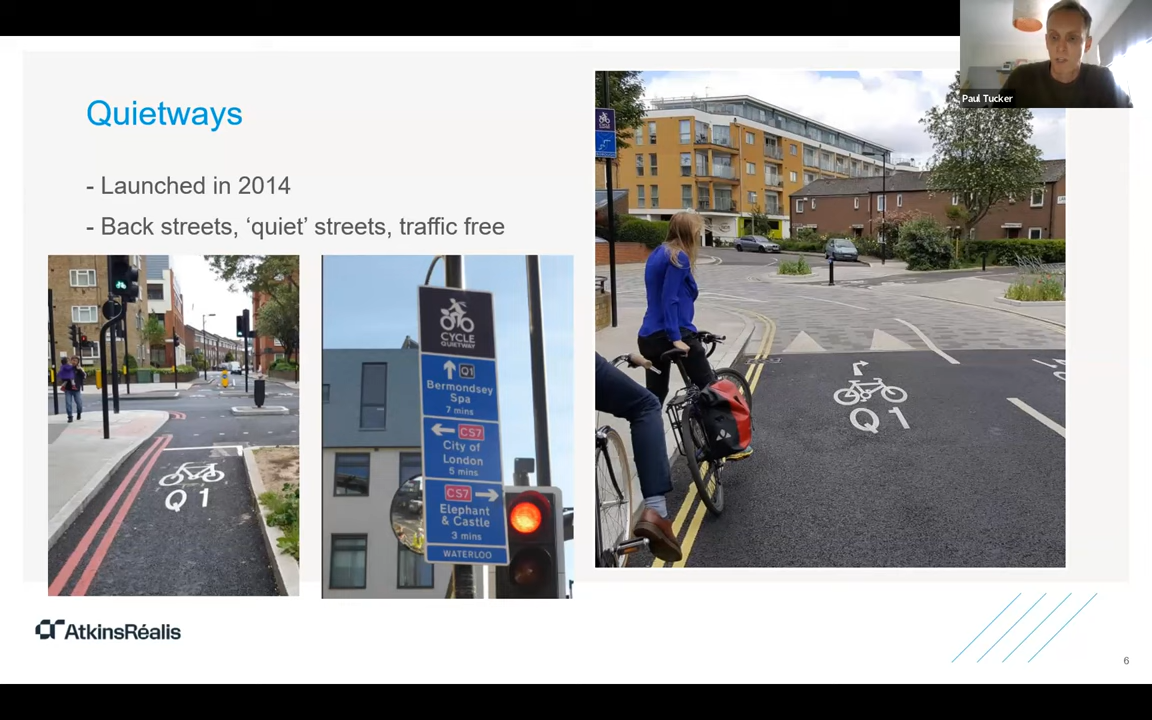 Paul Tucker
Quietways
- Launched in 2014
- Back streets, ‘quiet’ streets, traffic free
Q 1
CYCLE
QUIETWAY
Q1
Bermondsey
Spa
7 mins
CS7
City of
London
5 mins
CS7
Elephant
& Castle
3 mins
WATERLOO
Q1
AtkinsRéalis
6